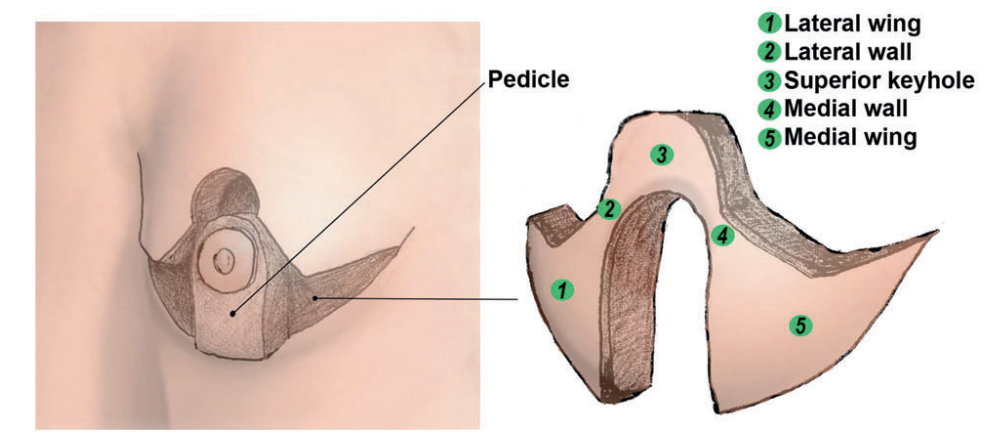 Pedicle
1 Lateral wing
2 Lateral wall
3 Superior keyhole
4 Medial wall
5 Medial wing
3
2
4
1
5